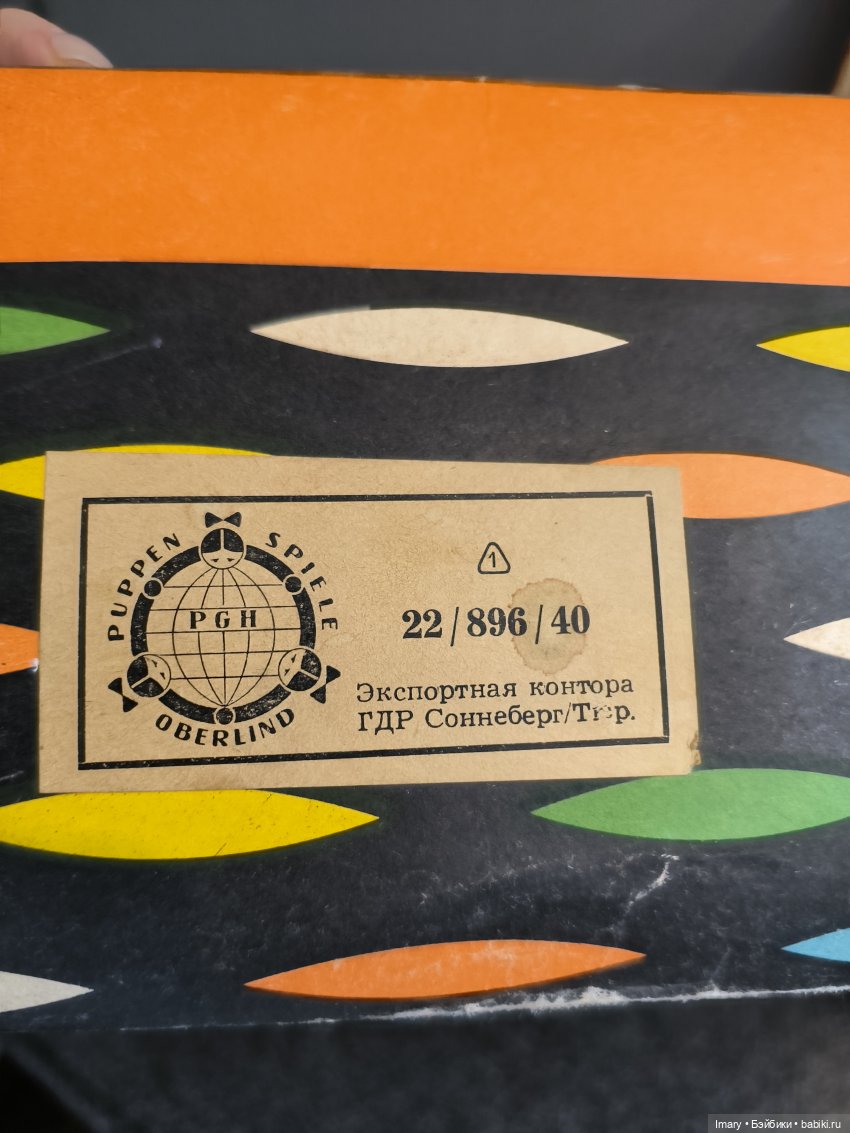 PUPPEN SPIELE
PGH
OBERLIND
1
22/896/40
Экспортная контора
ГДР Соннеберг/
Imary • Бэйбики • babiki.ru